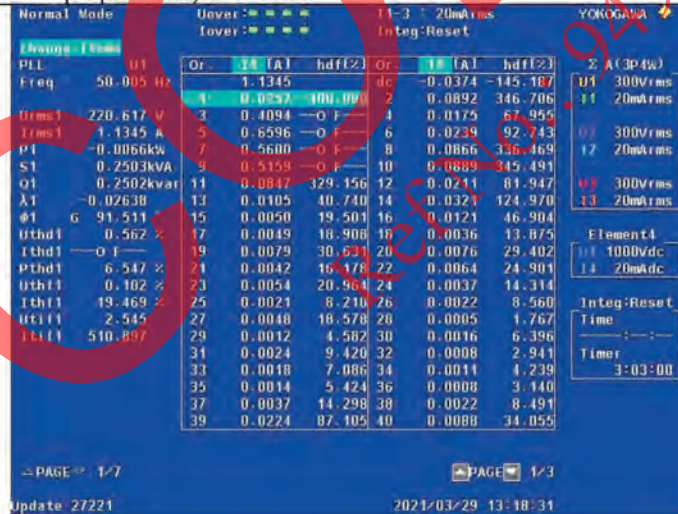 Normal Mode Uover: I1-3 : 20mArms YOKOGAWA
Iover: Integ:Reset
Change Items
PLL U1 Or. I4 [A] hdf[%] Or. I4 [A] hdf[%] Σ A(3P4W)
Freq 50.005 Hz 1.1345 dc -0.0374 -145.187 U1 300Vrms
1 0.0257 100.000 2 0.0892 346.706 I1 20mArms
Urms1 220.617 V 3 0.4094 —O F— 4 0.0175 67.955
Irms1 1.1345 A 5 0.6596 —O F— 6 0.0239 92.743 U2 300Vrms
P1 -0.0066kW 7 0.5600 —O F— 8 0.0866 336.469 I2 20mArms
S1 0.2503kVA 9 0.5159 —O F— 10 0.0889 345.491
Q1 0.2502kvar 11 0.0847 329.156 12 0.0211 81.947 U3 300Vrms
λ1 -0.02638 13 0.0105 40.740 14 0.0321 124.970 I3 20mArms
Φ1 G 91.511 15 0.0050 19.501 16 0.0121 46.904
Uthd1 0.562 % 17 0.0049 18.908 18 0.0036 13.875 Element4
Ithd1 —O F— 19 0.0079 30.631 20 0.0076 29.402 U4 1000Vdc
Pthd1 6.547 % 21 0.0042 16.178 22 0.0064 24.901 I4 20mAdc
Uthf1 0.102 % 23 0.0054 20.964 24 0.0037 14.314
Ithf1 19.469 % 25 0.0021 8.210 26 0.0022 8.560 Integ:Reset
Utif1 2.545 27 0.0048 18.578 28 0.0005 1.767 Time
Itif1 510.897 29 0.0012 4.582 30 0.0016 6.396 --:--:--
31 0.0024 9.420 32 0.0008 2.941 Timer
33 0.0018 7.086 34 0.0011 4.239 3:03:00
35 0.0014 5.424 36 0.0008 3.140
37 0.0037 14.298 38 0.0022 8.491
39 0.0224 87.105 40 0.0088 34.055
PAGE 1/7 PAGE 1/3
Update 27221 2021/03/29 13:18:31
Ref No. 94